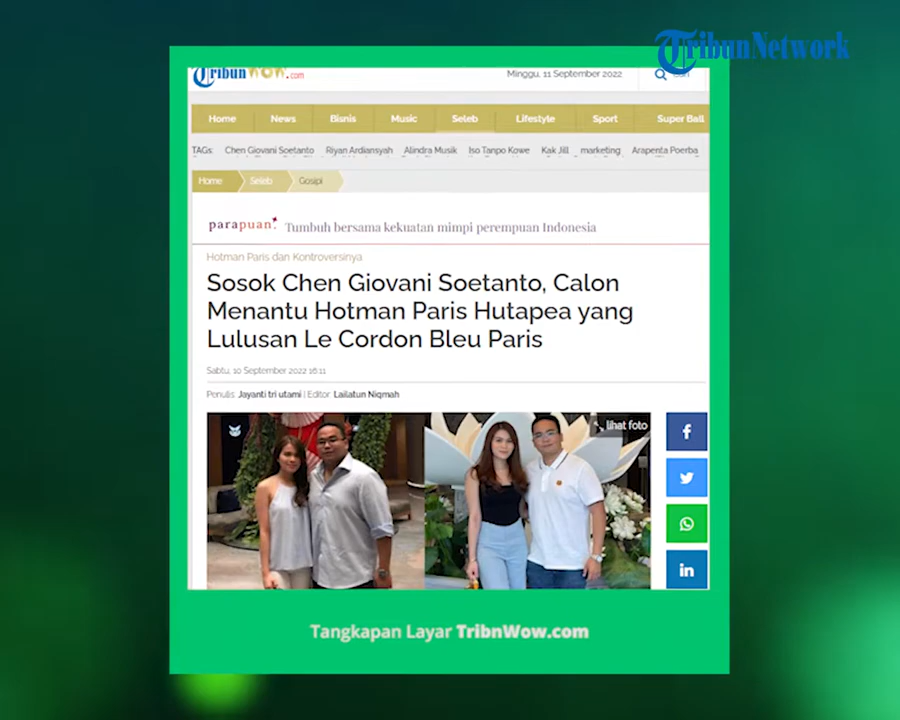 TribunNetwork
TribunWOW.com
Minggu, 11 September 2022
Home News Bisnis Music Seleb Lifestyle Sport Super Ball
TAGs: Chen Giovani Soetanto Riyan Ardiansyah Alindra Musik Iso Tanpo Kowe Kak Jill marketing Arapenta Poerba
Home Seleb Gosipi
parapuan. Tumbuh bersama kekuatan mimpi perempuan Indonesia
Hotman Paris dan Kontroversinya
Sosok Chen Giovani Soetanto, Calon
Menantu Hotman Paris Hutapea yang
Lulusan Le Cordon Bleu Paris
Sabtu, 10 September 2022 16:11
Penulis: Jayanti tri utami | Editor: Lailatun Niqmah
lihat foto
Tangkapan Layar TribnWow.com